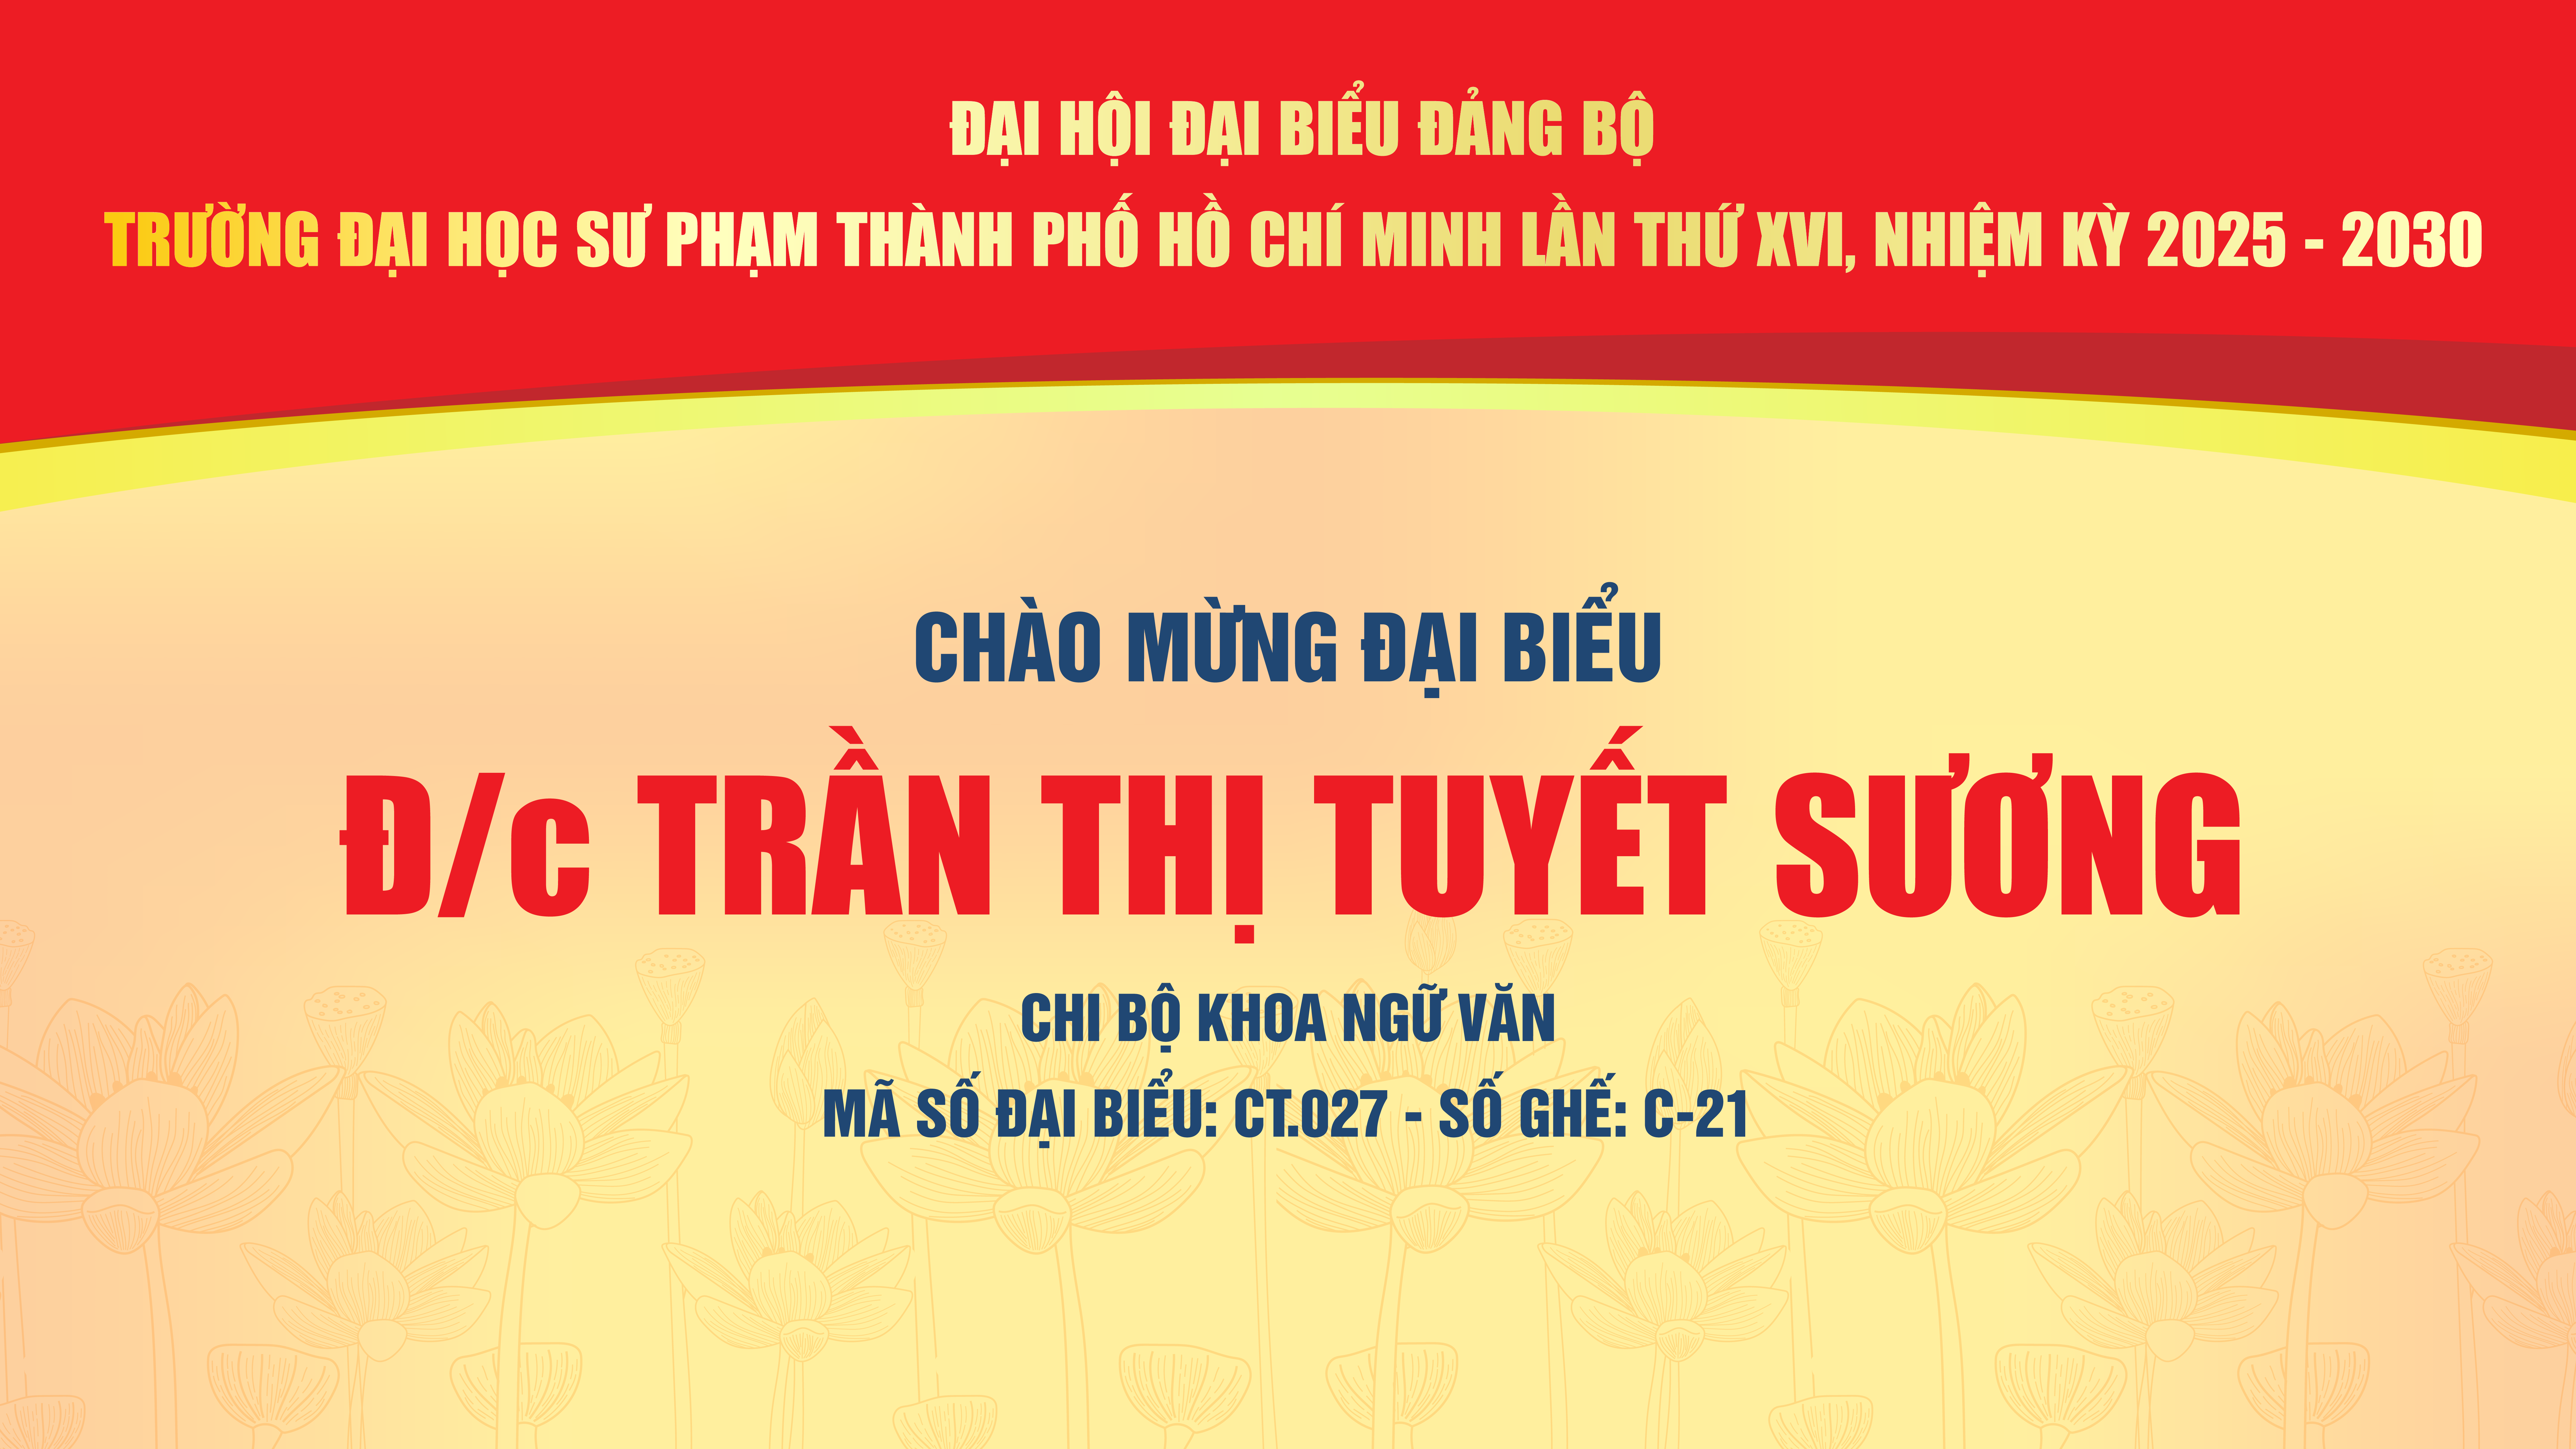 ĐẠI HỘI ĐẠI BIỂU ĐẢNG BỘ
TRƯỜNG ĐẠI HỌC SƯ PHẠM THÀNH PHỐ HỒ CHÍ MINH LẦN THỨ XVI, NHIỆM KỲ 2025 - 2030
CHÀO MỪNG ĐẠI BIỂU
Đ/c TRẦN THỊ TUYẾT SƯƠNG
CHI BỘ KHOA NGỮ VĂN
MÃ SỐ ĐẠI BIỂU: CT.027 - SỐ GHẾ: C-21